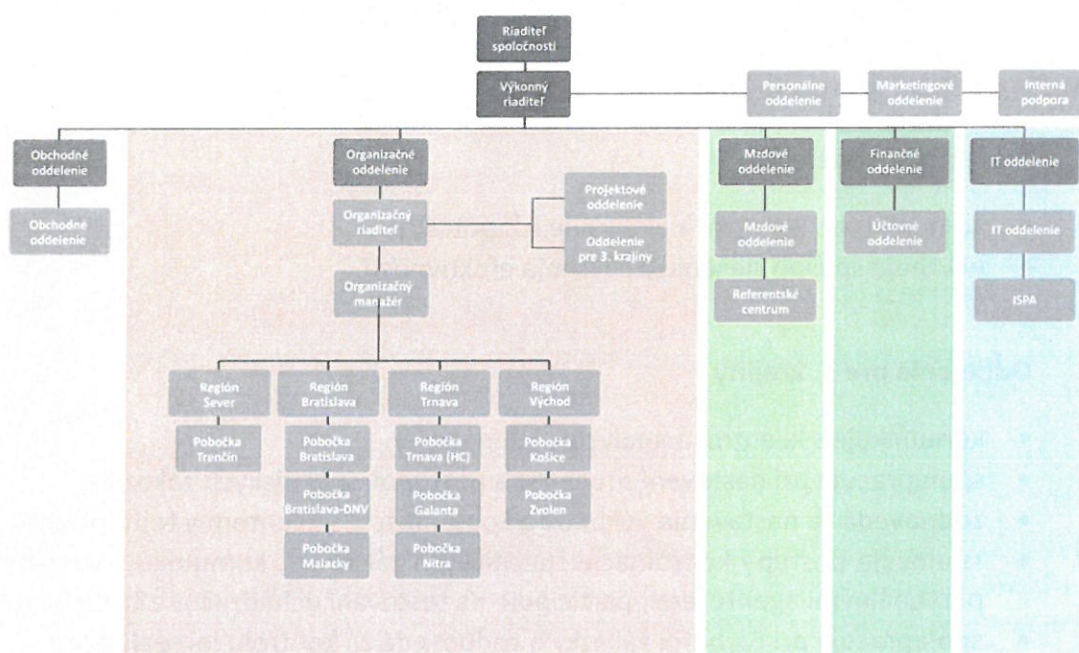 Riaditeľ
spoločnosti
Výkonný
riaditeľ
Personálne
oddelenie
Marketingové
oddelenie
Interná
podpora
Obchodné
oddelenie
Organizačné
oddelenie
Mzdové
oddelenie
Finančné
oddelenie
IT oddelenie
Obchodné
oddelenie
Organizačný
riaditeľ
Projektové
oddelenie
Oddelenie
pre 3. krajiny
Mzdové
oddelenie
Účtovné
oddelenie
IT oddelenie
Organizačný
manažér
Referentské
centrum
ISPA
Región
Sever
Región
Bratislava
Región
Trnava
Región
Východ
Pobočka
Trenčín
Pobočka
Bratislava
Pobočka
Trnava (HC)
Pobočka
Košice
Pobočka
Bratislava-DNV
Pobočka
Galanta
Pobočka
Zvolen
Pobočka
Malacky
Pobočka
Nitra